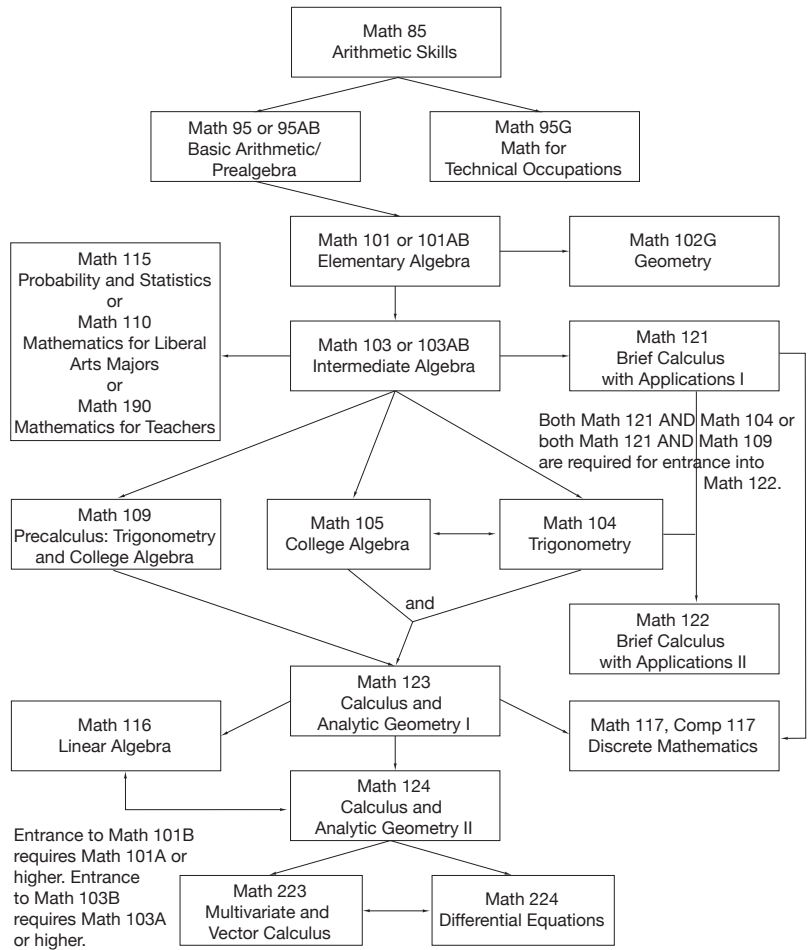 Math 85
Arithmetic Skills
Math 95 or 95AB
Basic Arithmetic/
Prealgebra
Math 95G
Math for
Technical Occupations
Math 101 or 101AB
Elementary Algebra
Math 102G
Geometry
Math 115
Probability and Statistics
or
Math 110
Mathematics for Liberal
Arts Majors
or
Math 190
Mathematics for Teachers
Math 103 or 103AB
Intermediate Algebra
Math 121
Brief Calculus
with Applications I
Both Math 121 AND Math 104 or
both Math 121 AND Math 109
are required for entrance into
Math 122.
Math 109
Precalculus: Trigonometry
and College Algebra
Math 105
College Algebra
Math 104
Trigonometry
and
Math 122
Brief Calculus
with Applications II
Math 123
Calculus and
Analytic Geometry I
Math 116
Linear Algebra
Math 117, Comp 117
Discrete Mathematics
Math 124
Calculus and
Analytic Geometry II
Entrance to Math 101B
requires Math 101A or
higher. Entrance
to Math 103B
requires Math 103A
or higher.
Math 223
Multivariate and
Vector Calculus
Math 224
Differential Equations